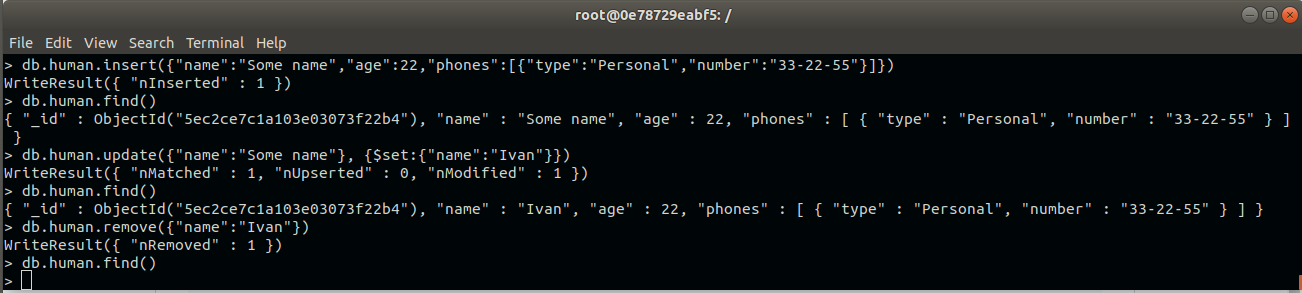 root@0e78729eabf5: /
File Edit View Search Terminal Help
> db.human.insert({"name":"Some name","age":22,"phones":[{"type":"Personal","number":"33-22-55"}]})
WriteResult({ "nInserted" : 1 })
> db.human.find()
{ "_id" : ObjectId("5ec2ce7c1a103e03073f22b4"), "name" : "Some name", "age" : 22, "phones" : [ { "type" : "Personal", "number" : "33-22-55" } ]
 }
> db.human.update({"name":"Some name"}, {$set:{"name":"Ivan"}})
WriteResult({ "nMatched" : 1, "nUpserted" : 0, "nModified" : 1 })
> db.human.find()
{ "_id" : ObjectId("5ec2ce7c1a103e03073f22b4"), "name" : "Ivan", "age" : 22, "phones" : [ { "type" : "Personal", "number" : "33-22-55" } ] }
> db.human.remove({"name":"Ivan"})
WriteResult({ "nRemoved" : 1 })
> db.human.find()
>